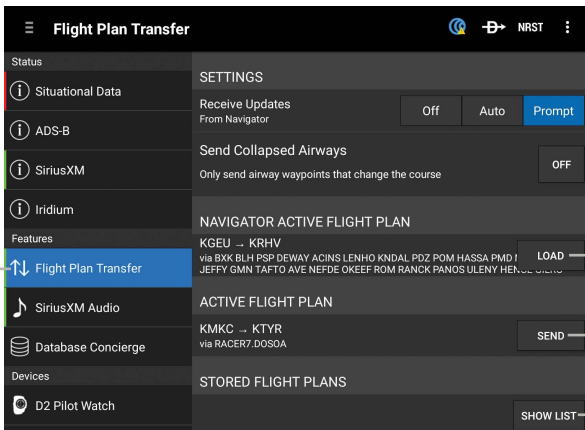 Flight Plan Transfer
NRST
Status
Situational Data
ADS-B
SiriusXM
Iridium
Features
Flight Plan Transfer
SiriusXM Audio
Database Concierge
Devices
D2 Pilot Watch
SETTINGS
Receive Updates
From Navigator
Off Auto Prompt
Send Collapsed Airways
Only send airway waypoints that change the course
OFF
NAVIGATOR ACTIVE FLIGHT PLAN
KGEU → KRHV
via BXK BLH PSP DEWAY ACINS LENHO KNDAL PDZ POM HASSA PMD
JEFFY GMN TAFTO AVE NEFDE OKEEF ROM RANCK PANOS ULENY
LOAD
ACTIVE FLIGHT PLAN
KMKC → KTYR
via RACER7.DOSOA
SEND
STORED FLIGHT PLANS
SHOW LIST